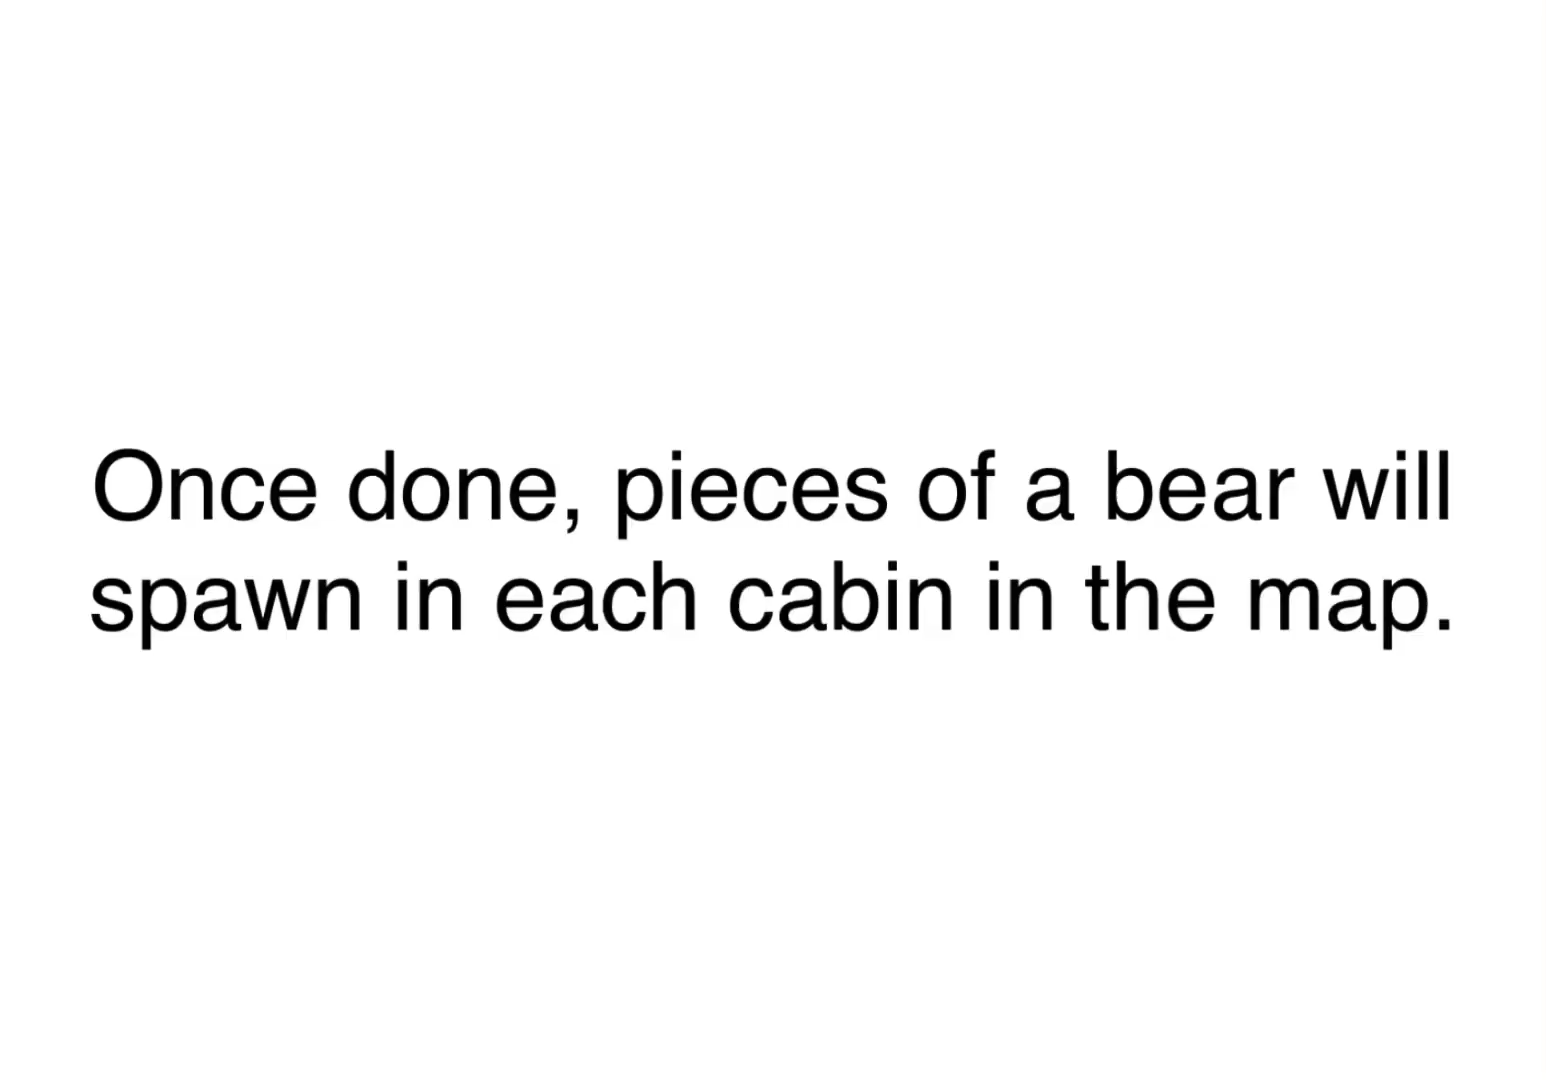 Once done, pieces of a bear will
spawn in each cabin in the map.